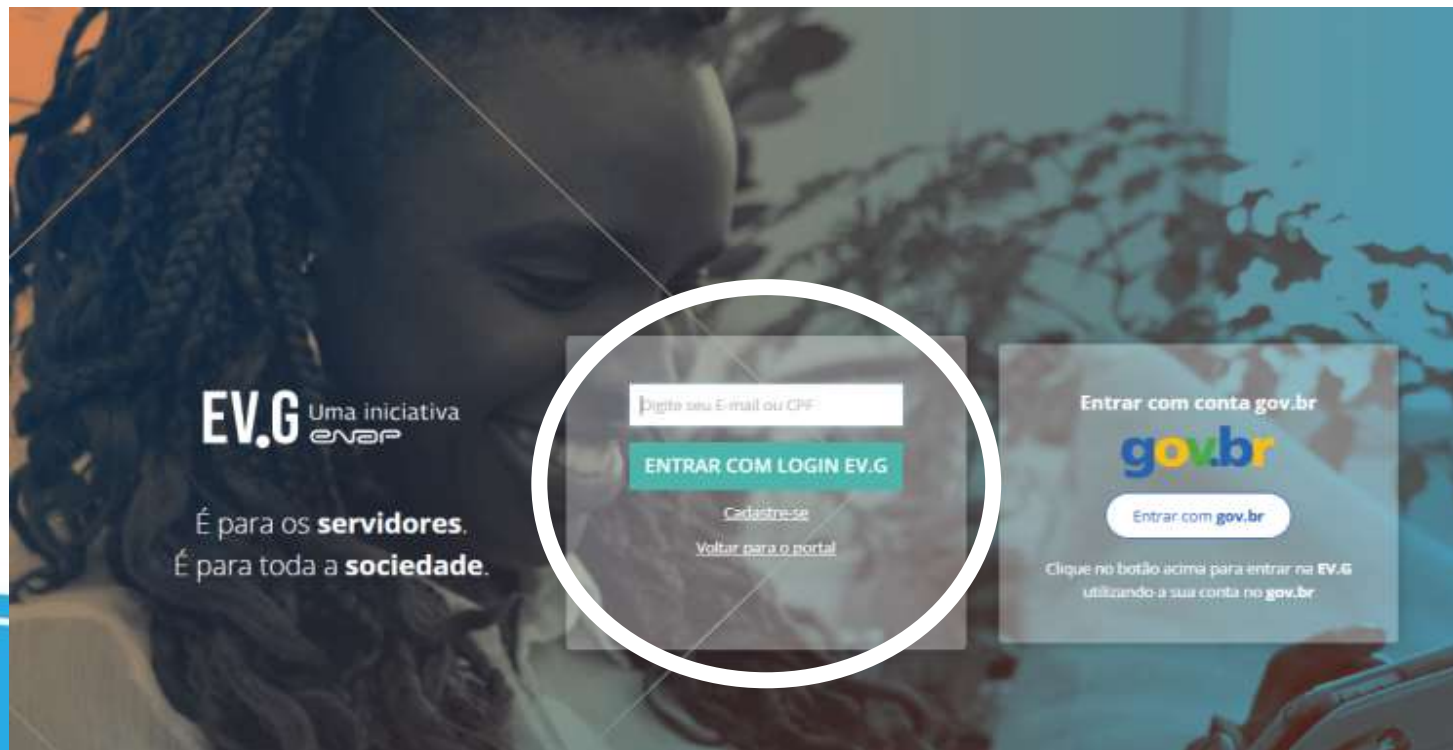 EV.G Uma iniciativa
enap
É para os servidores.
É para toda a sociedade.
Digite seu E-mail ou CPF
ENTRAR COM LOGIN EV.G
Cadastre-se
Voltar para o portal
Entrar com conta gov.br
gov.br
Entrar com gov.br
Clique no botão acima para entrar na EV.G
utilizando a sua conta no gov.br